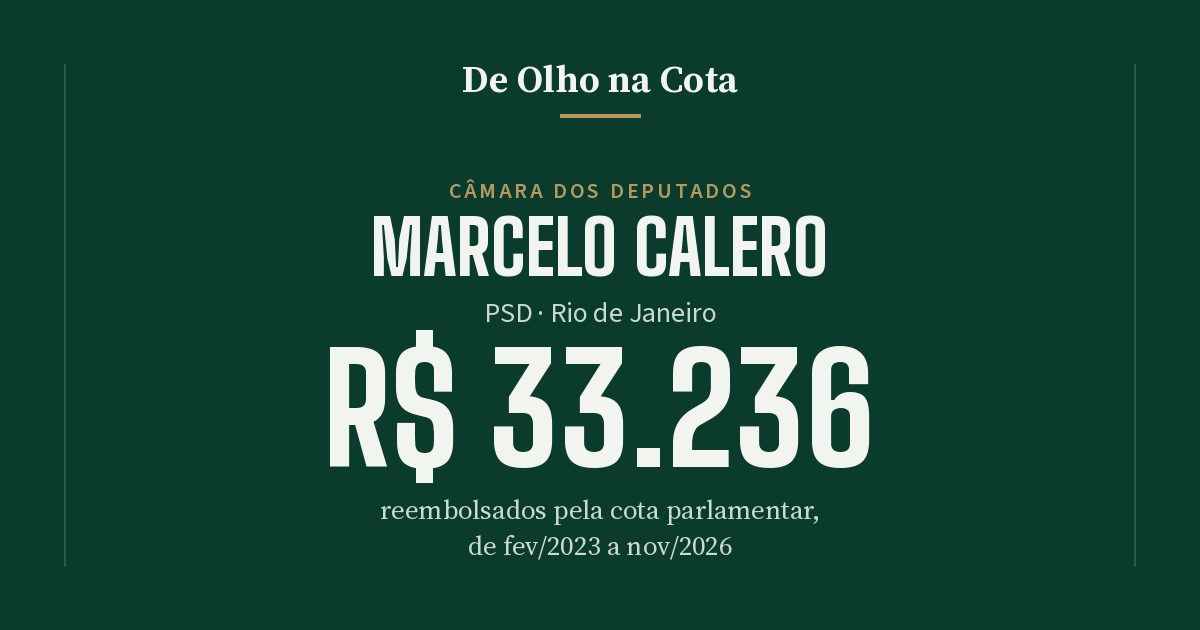 De Olho na Cota
CÂMARA DOS DEPUTADOS
MARCELO CALERO
PSD · Rio de Janeiro
R$ 33.236
reembolsados pela cota parlamentar,
de fev/2023 a nov/2026